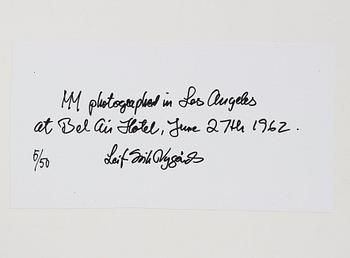 MM photographed in Los Angeles
at Bel Air Hotel, June 27th 1962.
5/50 Leif-Erik Nygårds